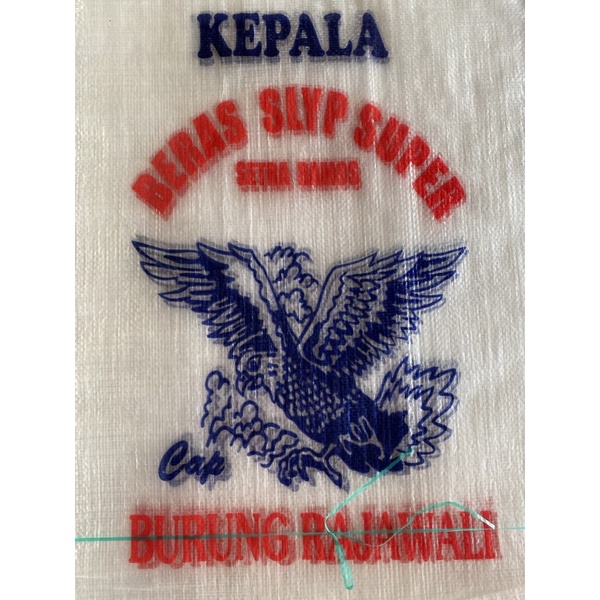 KEPALA
BERAS SLYP SUPER
SETRA RAMOS
Cap
BURUNG RAJAWALI